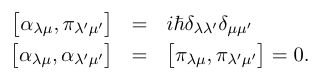 [α_{λμ}, π_{λ′μ′}] = iℏδ_{λλ′}δ_{μμ′}
[α_{λμ}, α_{λ′μ′}] = [π_{λμ}, π_{λ′μ′}] = 0.